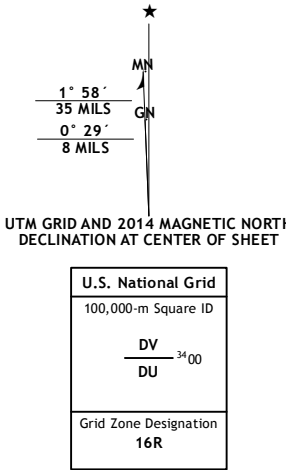 ★
MN
1° 58´
35 MILS
GN
0° 29´
8 MILS
UTM GRID AND 2014 MAGNETIC NORTH
DECLINATION AT CENTER OF SHEET
U.S. National Grid
100,000-m Square ID
DV
3400
DU
Grid Zone Designation
16R